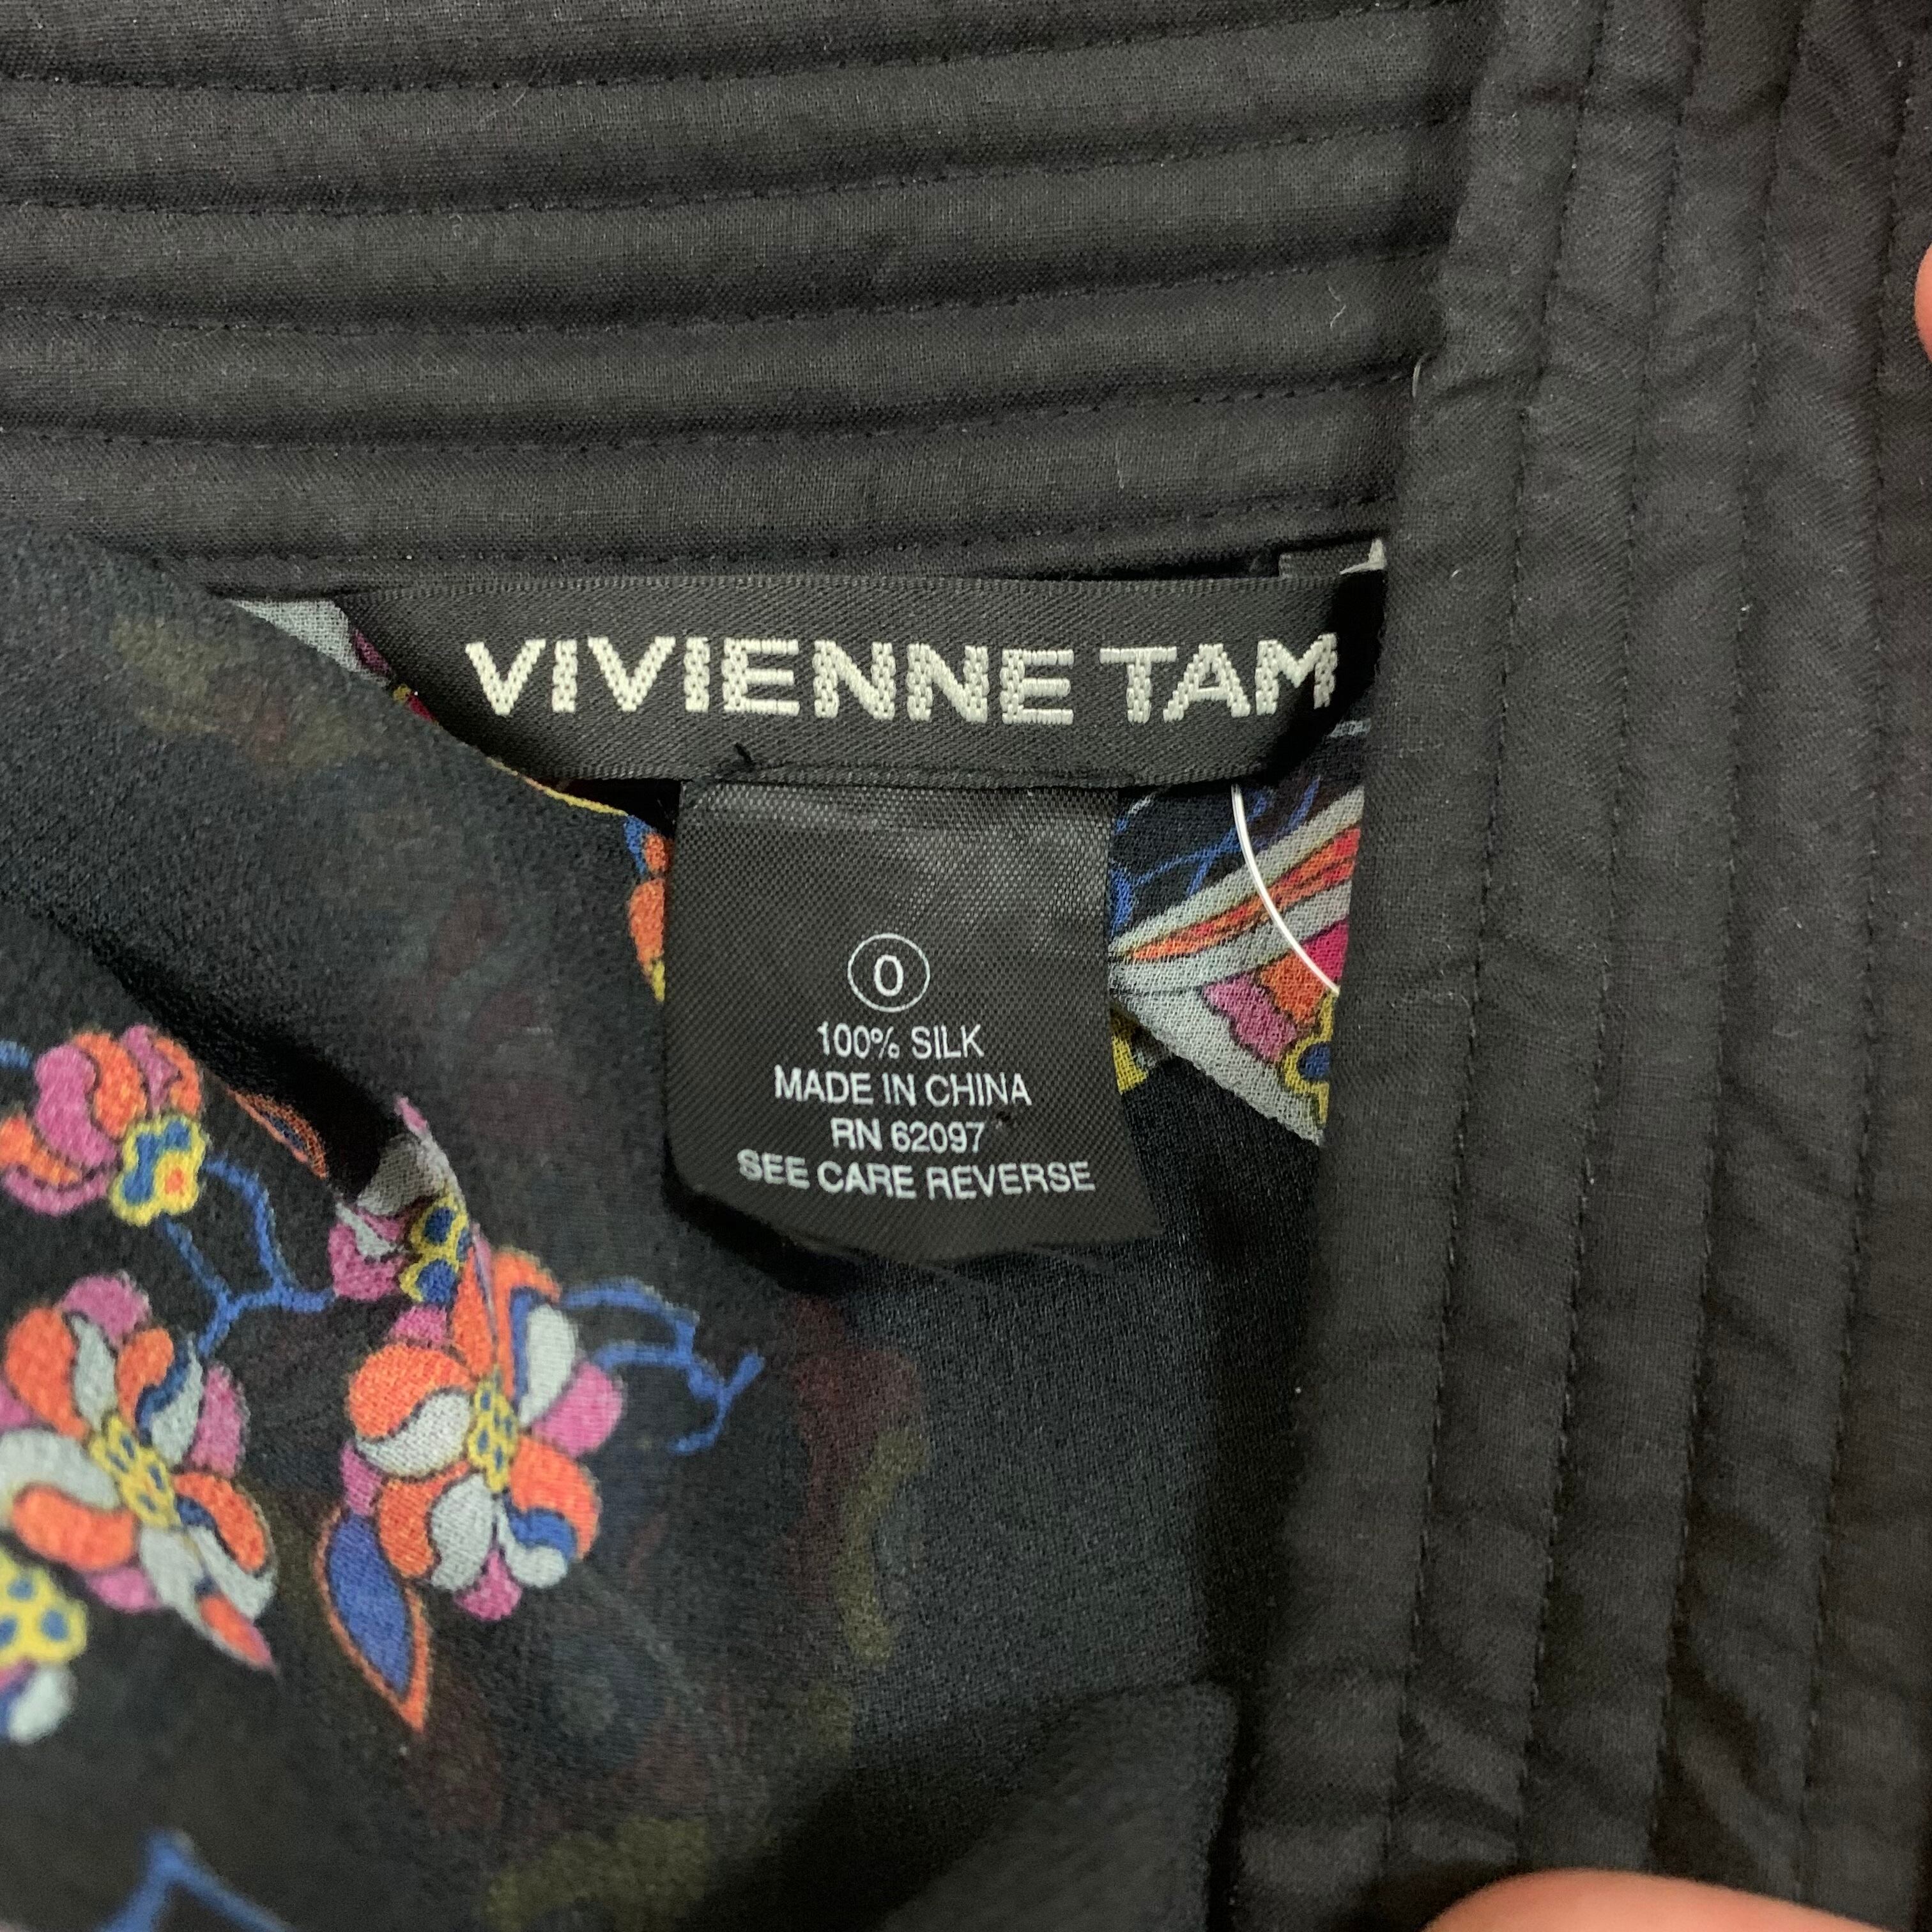 VIVIENNE TAM
0
100% SILK
MADE IN CHINA
RN 62097
SEE CARE REVERSE